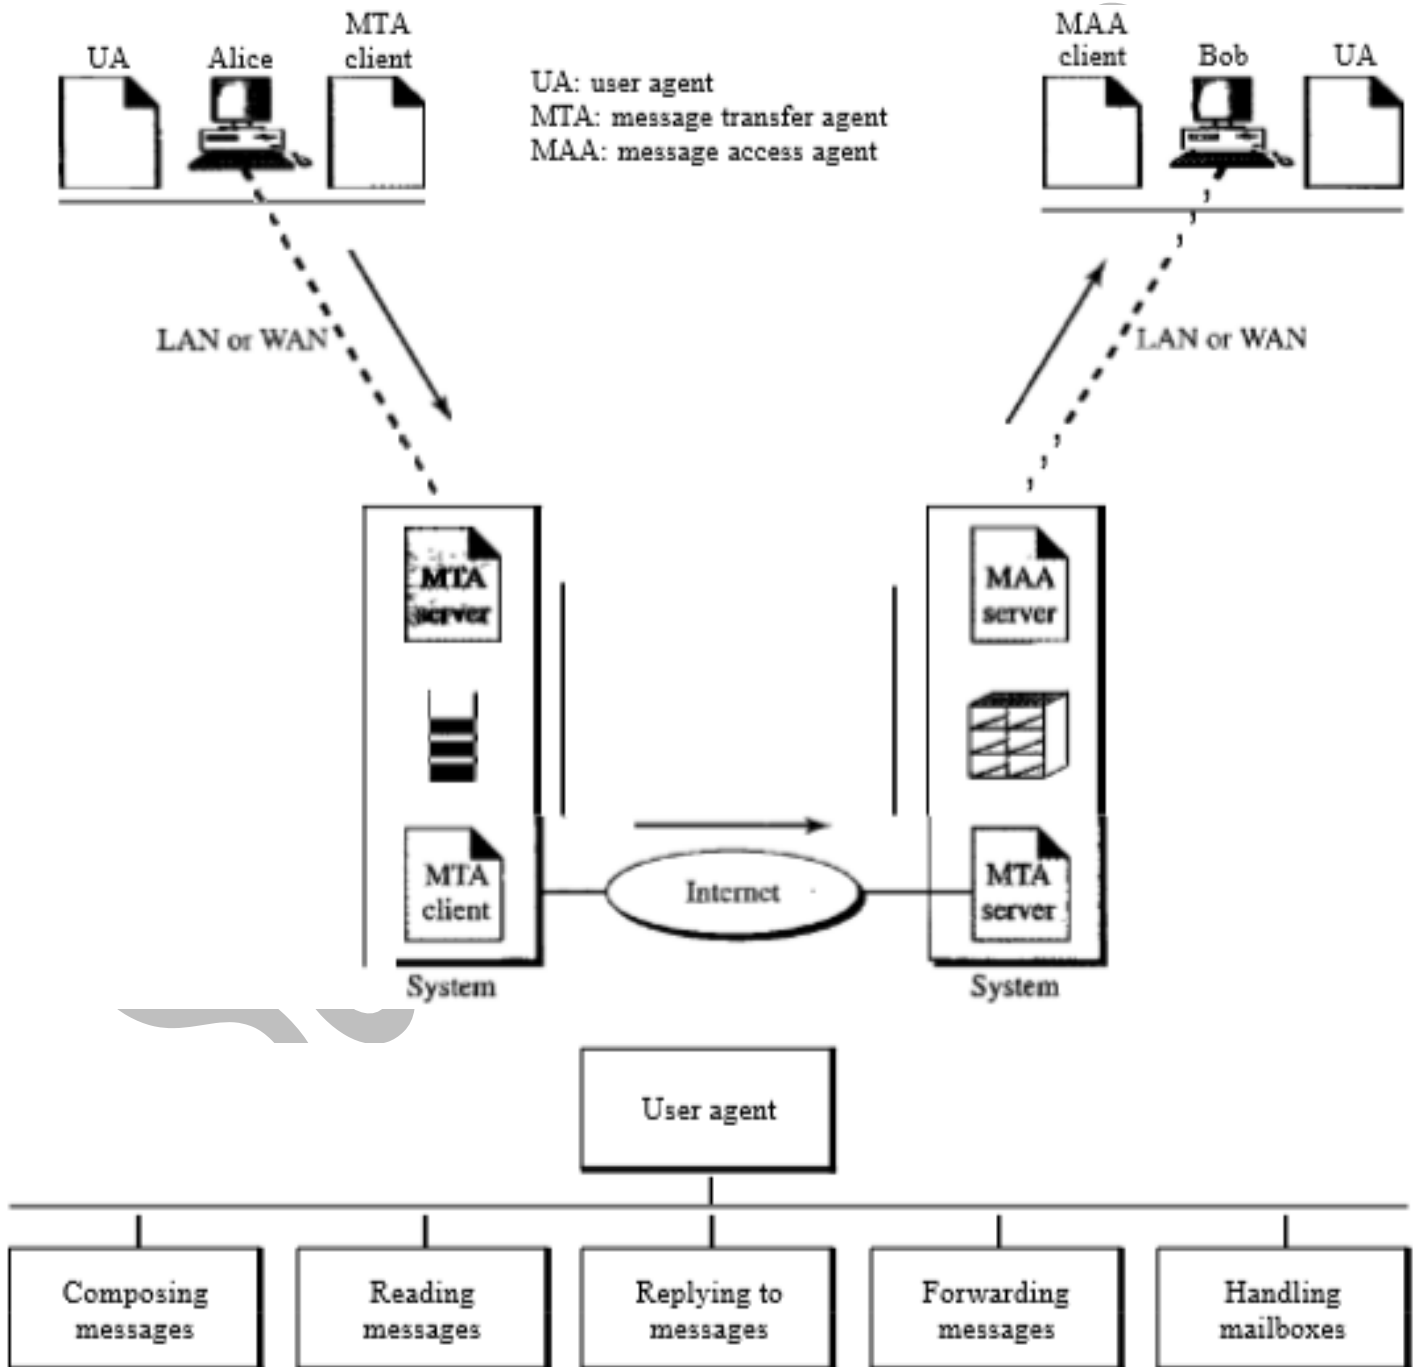 MTA
client
UA
Alice
UA: user agent
MTA: message transfer agent
MAA: message access agent
MAA
client
Bob
UA
LAN or WAN
LAN or WAN
MTA
server
MAA
server
MTA
client
Internet
MTA
server
System
System
User agent
Composing
messages
Reading
messages
Replying to
messages
Forwarding
messages
Handling
mailboxes